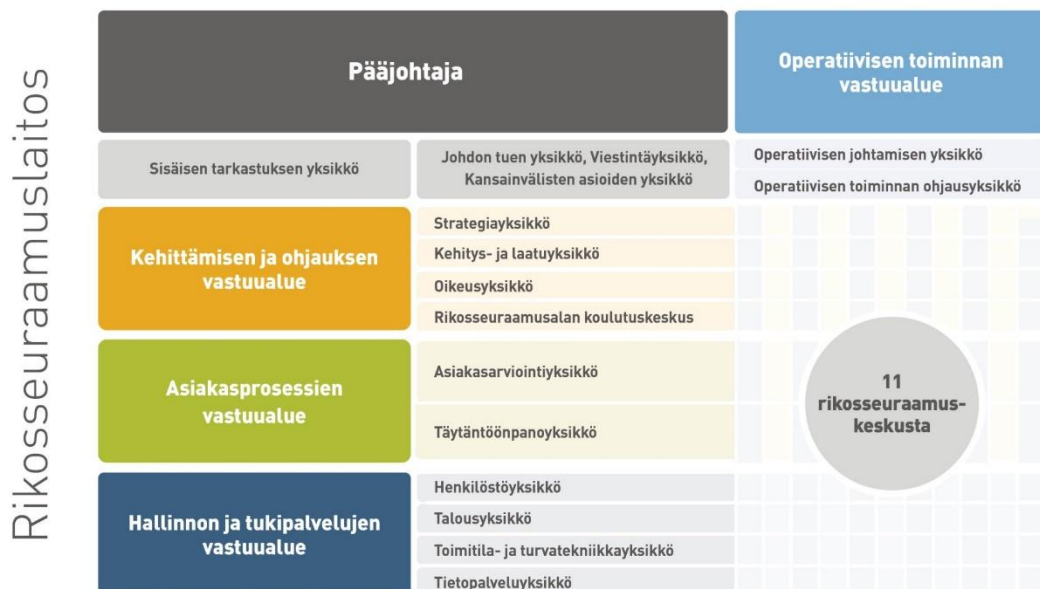 Rikosseuraamuslaitos
Pääjohtaja
Operatiivisen toiminnan
vastuualue
Sisäisen tarkastuksen yksikkö
Johdon tuen yksikkö, Viestintäyksikkö,
Kansainvälisten asioiden yksikkö
Operatiivisen johtamisen yksikkö
Operatiivisen toiminnan ohjausyksikkö
Kehittämisen ja ohjauksen
vastuualue
Strategiayksikkö
Kehitys- ja laatuyksikkö
Oikeusyksikkö
Rikosseuraamusalan koulutuskeskus
Asiakasprosessien
vastuualue
Asiakasarviointiyksikkö
Täytäntöönpanoyksikkö
11
rikosseuraamus-
keskusta
Hallinnon ja tukipalvelujen
vastuualue
Henkilöstöyksikkö
Talousyksikkö
Toimitila- ja turvatekniikkayksikkö
Tietopalveluyksikkö